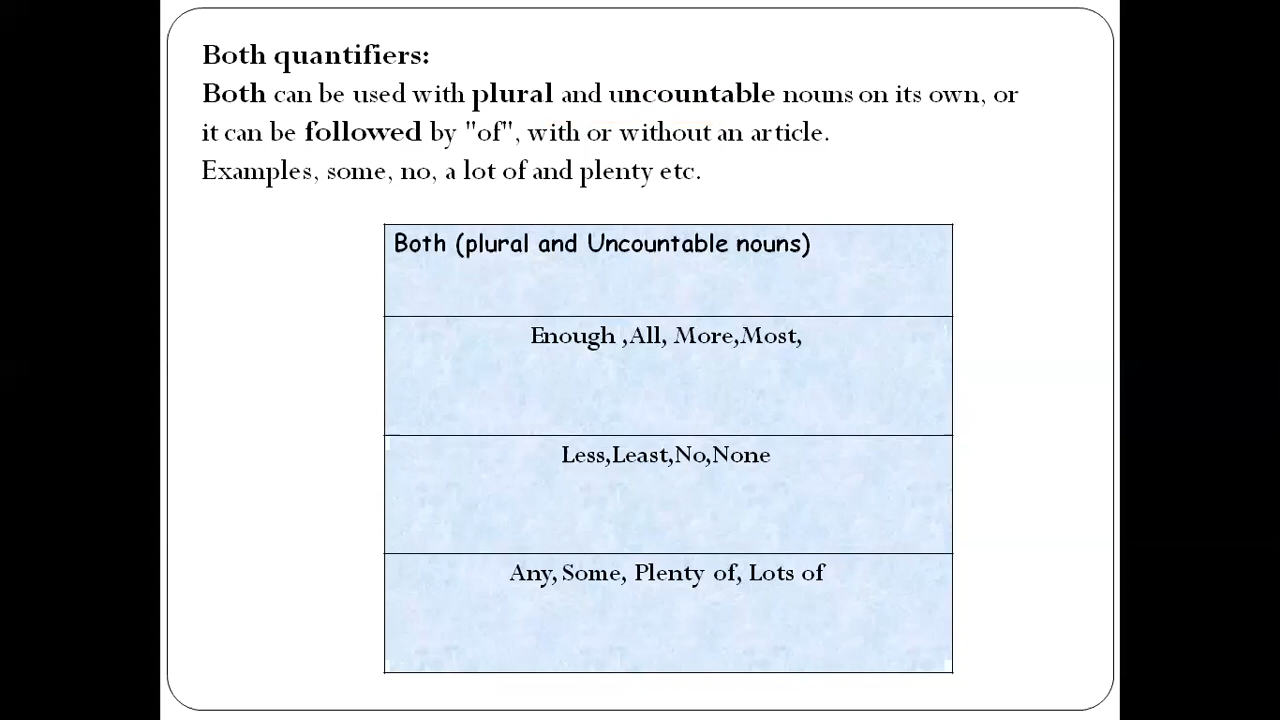 Both quantifiers:
Both can be used with plural and uncountable nouns on its own, or
it can be followed by "of", with or without an article.
Examples, some, no, a lot of and plenty etc.
Both (plural and Uncountable nouns)
Enough ,All, More,Most,
Less,Least,No,None
Any, Some, Plenty of, Lots of